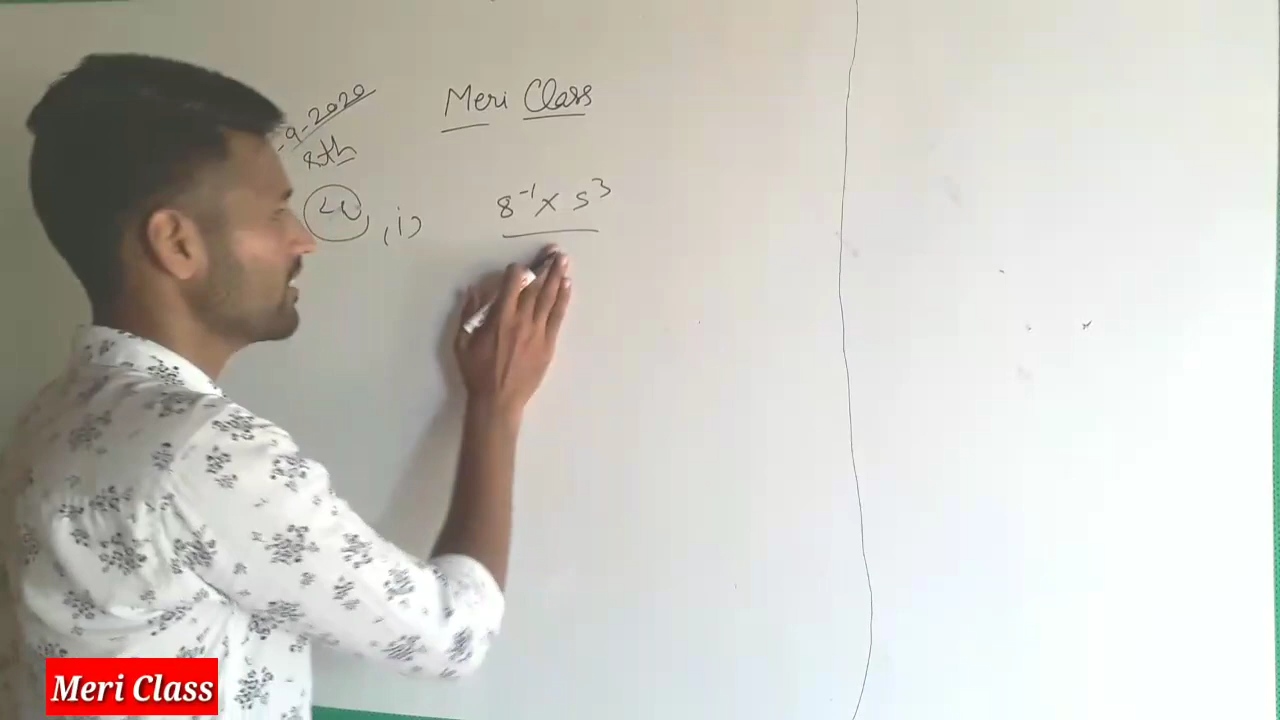 Meri Class
-9-2020
8th
8⁻¹ × 5³
, i)
Meri Class